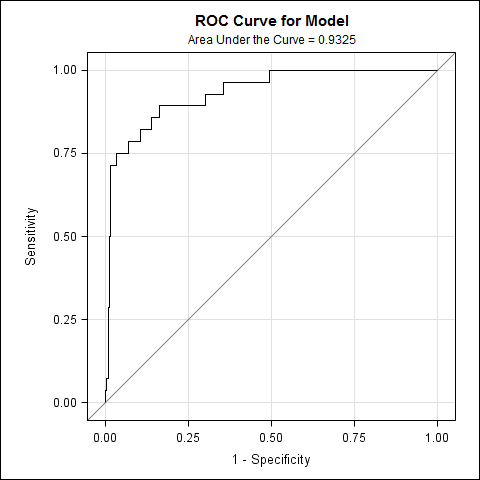 ROC Curve for Model
Area Under the Curve = 0.9325
1.00
0.75
0.50
0.25
0.00
Sensitivity
0.00 0.25 0.50 0.75 1.00
1 - Specificity